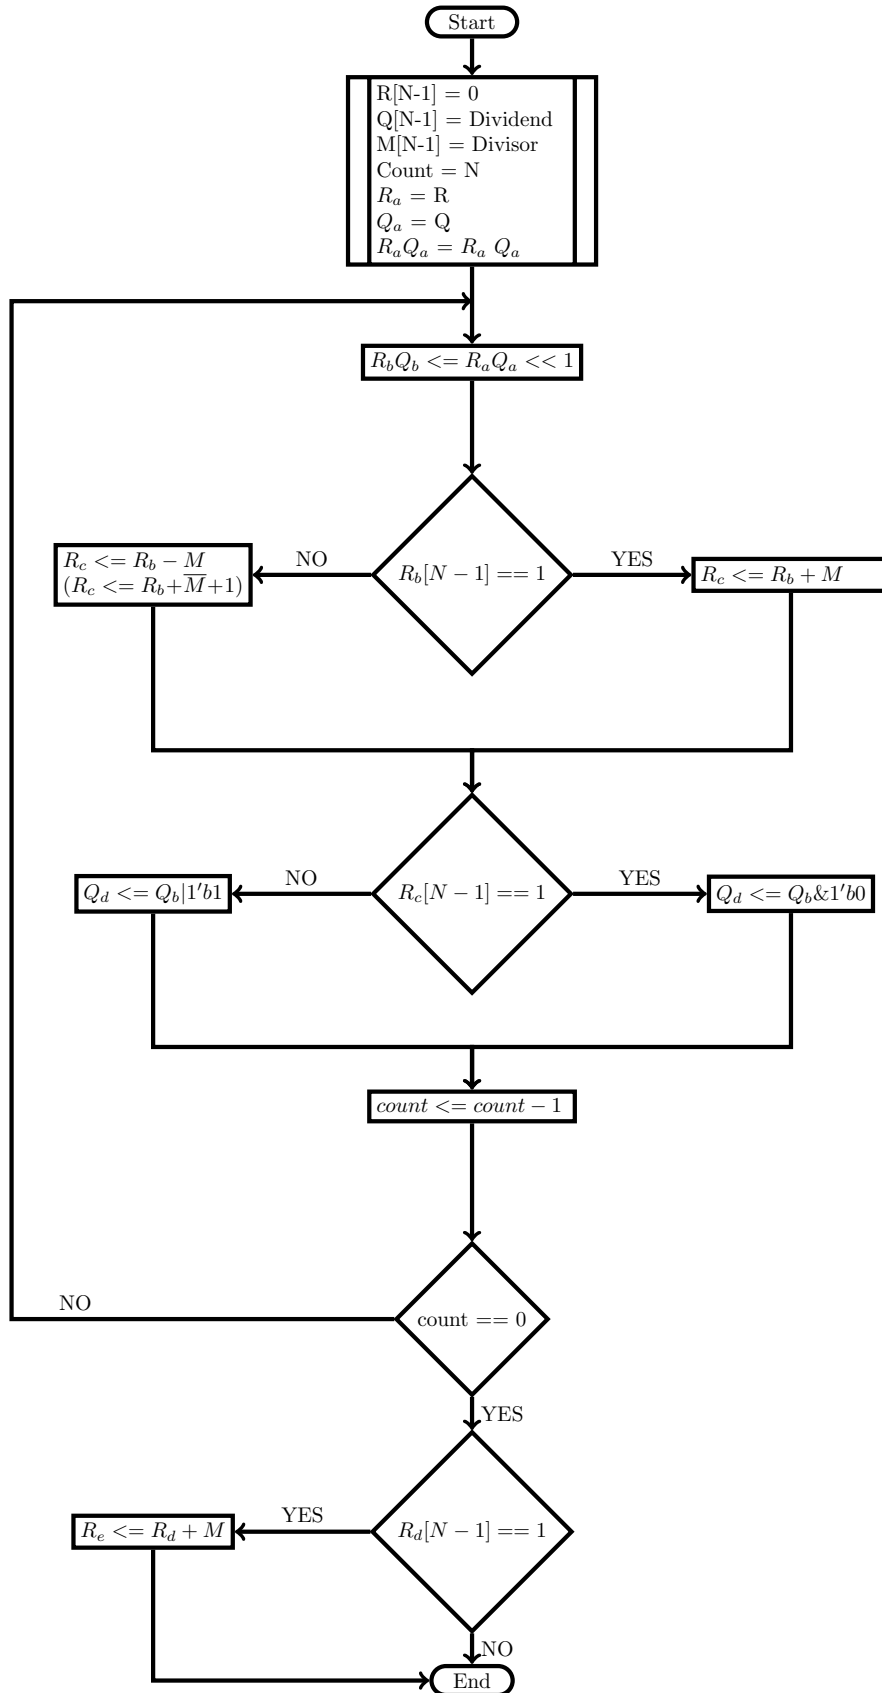 Start
R[N-1] = 0
Q[N-1] = Dividend
M[N-1] = Divisor
Count = N
R_a = R
Q_a = Q
R_aQ_a = R_a Q_a
R_bQ_b <= R_aQ_a << 1
R_b[N − 1] == 1
NO
YES
R_c <= R_b − M
(R_c <= R_b+M̅+1)
R_c <= R_b + M
R_c[N − 1] == 1
NO
YES
Q_d <= Q_b|1'b1
Q_d <= Q_b&1'b0
count <= count − 1
count == 0
NO
YES
R_d[N − 1] == 1
YES
R_e <= R_d + M
NO
End